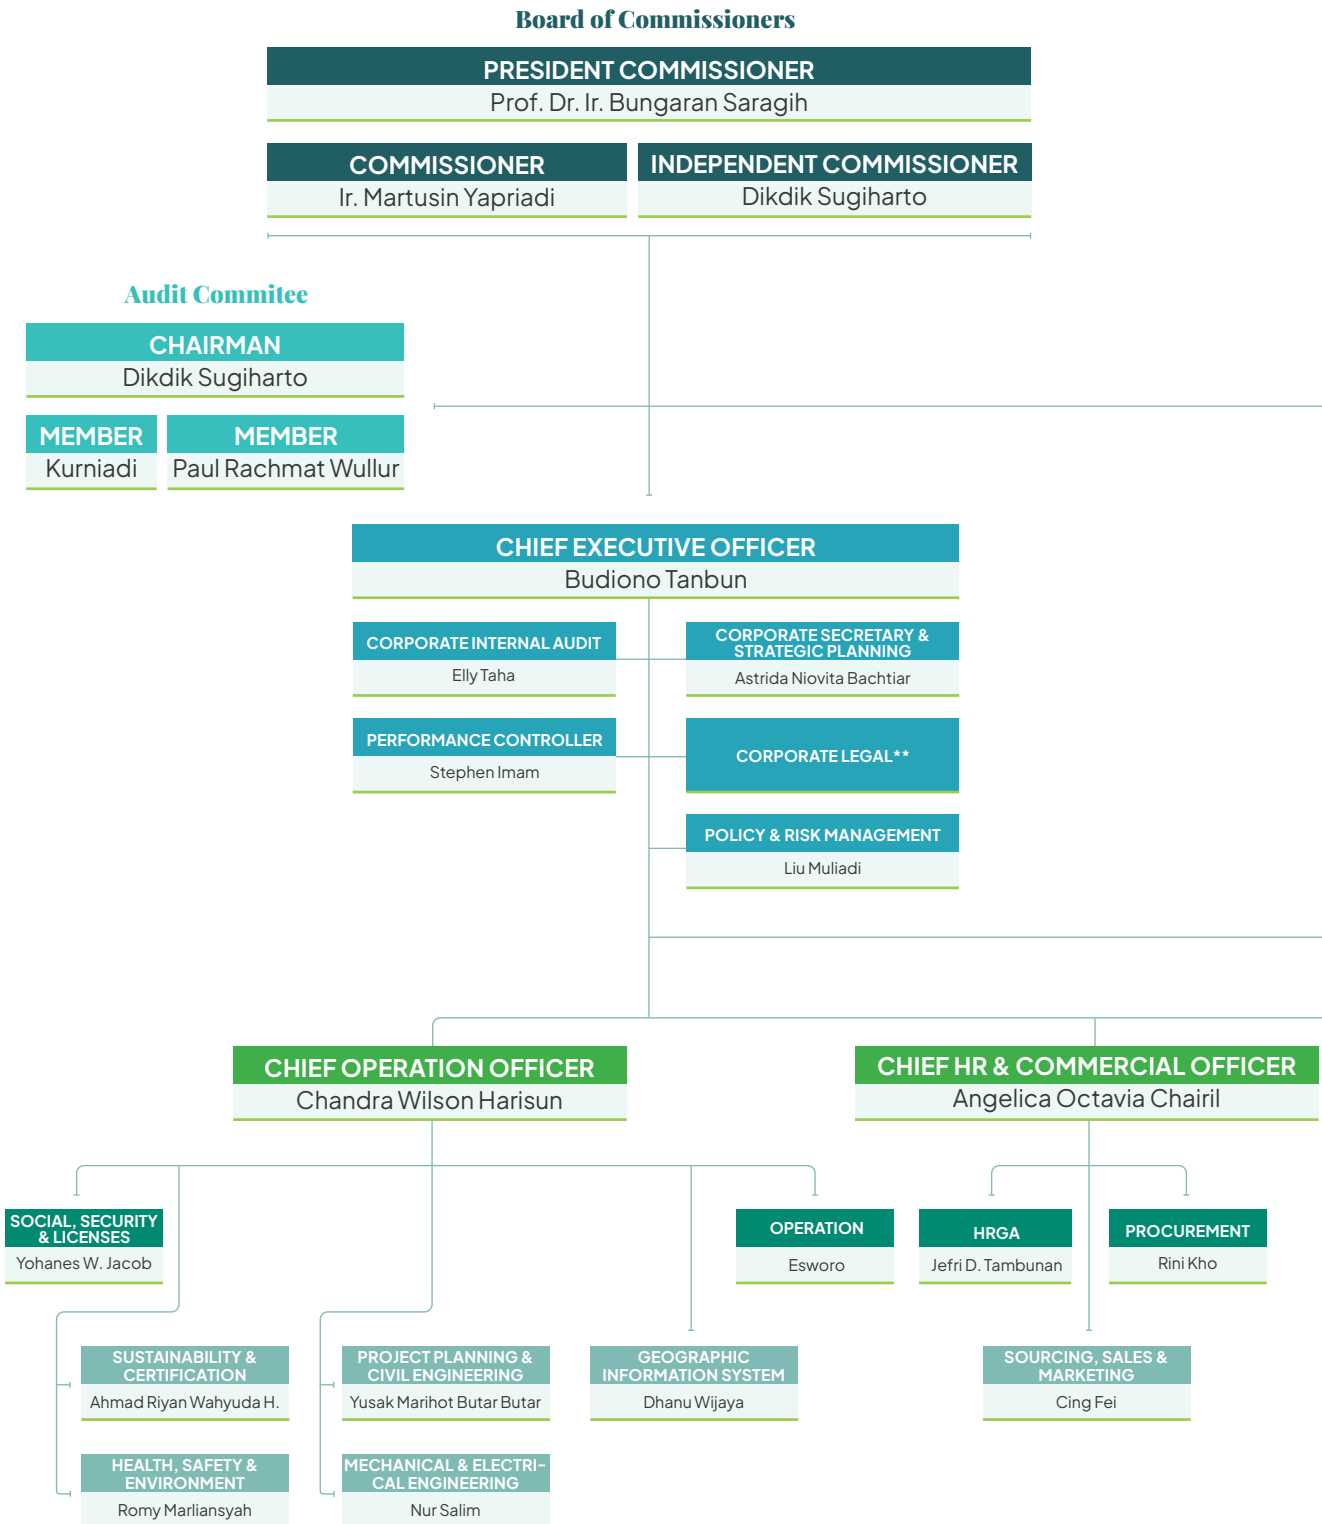 Board of Commissioners
PRESIDENT COMMISSIONER
Prof. Dr. Ir. Bungaran Saragih
COMMISSIONER
Ir. Martusin Yapriadi
INDEPENDENT COMMISSIONER
Dikdik Sugiharto
Audit Commitee
CHAIRMAN
Dikdik Sugiharto
MEMBER
Kurniadi
MEMBER
Paul Rachmat Wullur
CHIEF EXECUTIVE OFFICER
Budiono Tanbun
CORPORATE INTERNAL AUDIT
Elly Taha
CORPORATE SECRETARY &
STRATEGIC PLANNING
Astrida Niovita Bachtiar
PERFORMANCE CONTROLLER
Stephen Imam
CORPORATE LEGAL**
POLICY & RISK MANAGEMENT
Liu Muliadi
CHIEF OPERATION OFFICER
Chandra Wilson Harisun
CHIEF HR & COMMERCIAL OFFICER
Angelica Octavia Chairil
SOCIAL, SECURITY
& LICENSES
Yohanes W. Jacob
OPERATION
Esworo
HRGA
Jefri D. Tambunan
PROCUREMENT
Rini Kho
SUSTAINABILITY &
CERTIFICATION
Ahmad Riyan Wahyuda H.
PROJECT PLANNING &
CIVIL ENGINEERING
Yusak Marihot Butar Butar
GEOGRAPHIC
INFORMATION SYSTEM
Dhanu Wijaya
SOURCING, SALES &
MARKETING
Cing Fei
HEALTH, SAFETY &
ENVIRONMENT
Romy Marliansyah
MECHANICAL & ELECTRI-
CAL ENGINEERING
Nur Salim